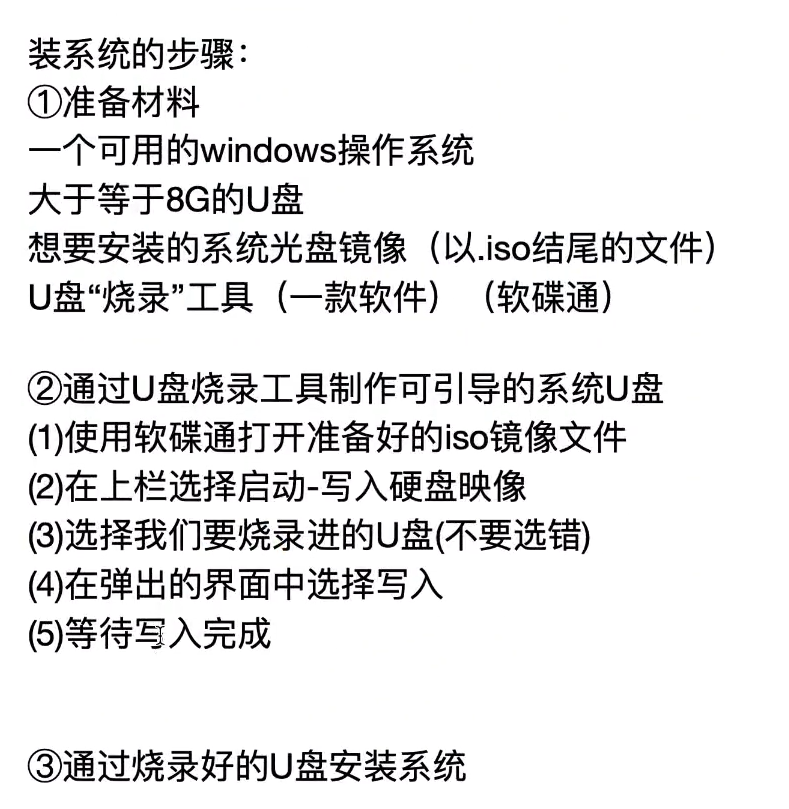 装系统的步骤：
①准备材料
一个可用的windows操作系统
大于等于8G的U盘
想要安装的系统光盘镜像（以.iso结尾的文件）
U盘“烧录”工具（一款软件）（软碟通）
②通过U盘烧录工具制作可引导的系统U盘
(1)使用软碟通打开准备好的iso镜像文件
(2)在上栏选择启动-写入硬盘映像
(3)选择我们要烧录进的U盘(不要选错)
(4)在弹出的界面中选择写入
(5)等待写入完成
③通过烧录好的U盘安装系统